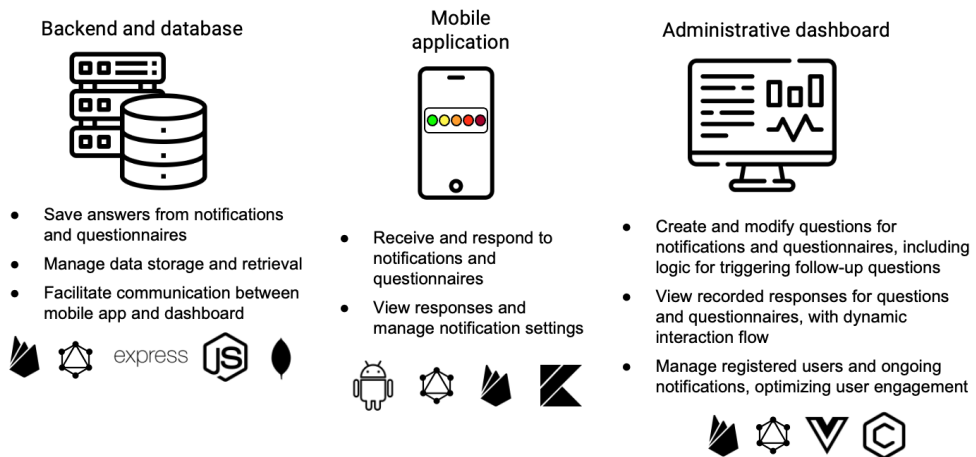 Backend and database
● Save answers from notifications
and questionnaires
● Manage data storage and retrieval
● Facilitate communication between
mobile app and dashboard
express
JS
Mobile
application
● Receive and respond to
notifications and
questionnaires
● View responses and
manage notification settings
Administrative dashboard
● Create and modify questions for
notifications and questionnaires, including
logic for triggering follow-up questions
● View recorded responses for questions
and questionnaires, with dynamic
interaction flow
● Manage registered users and ongoing
notifications, optimizing user engagement
C